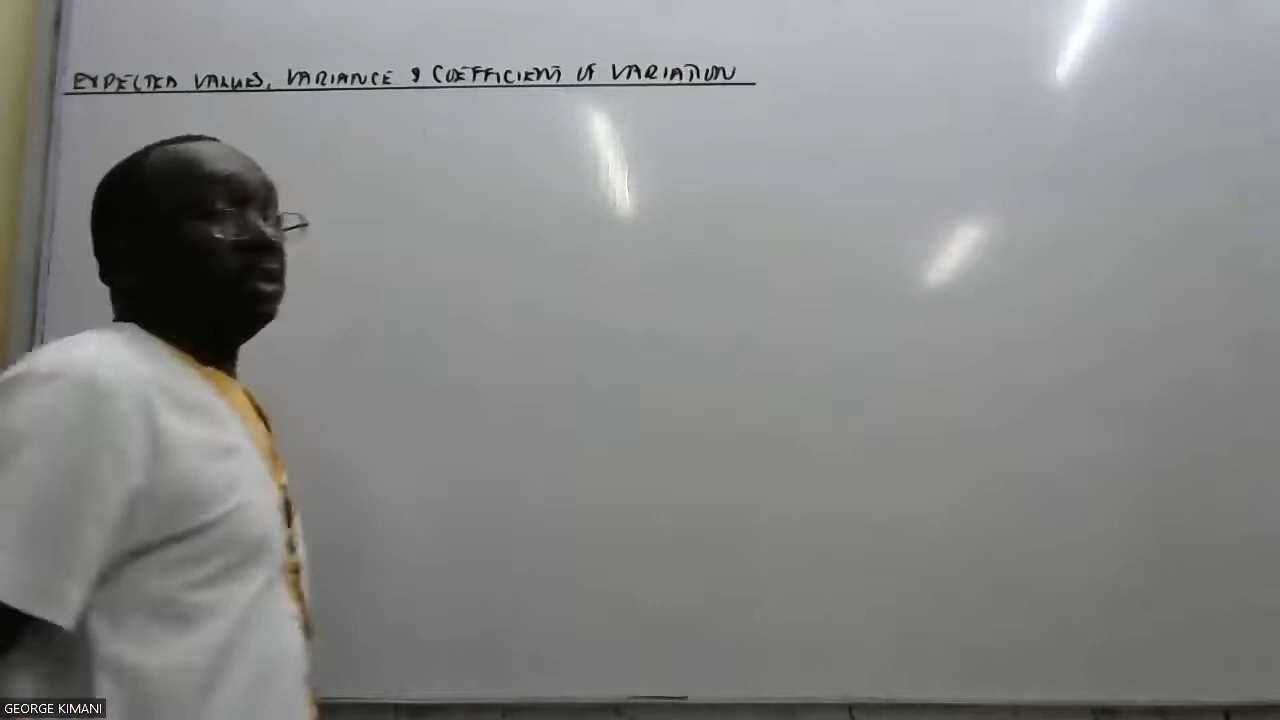 EXPECTED VALUES, VARIANCE & COEFFICIENT OF VARIATION
GEORGE KIMANI